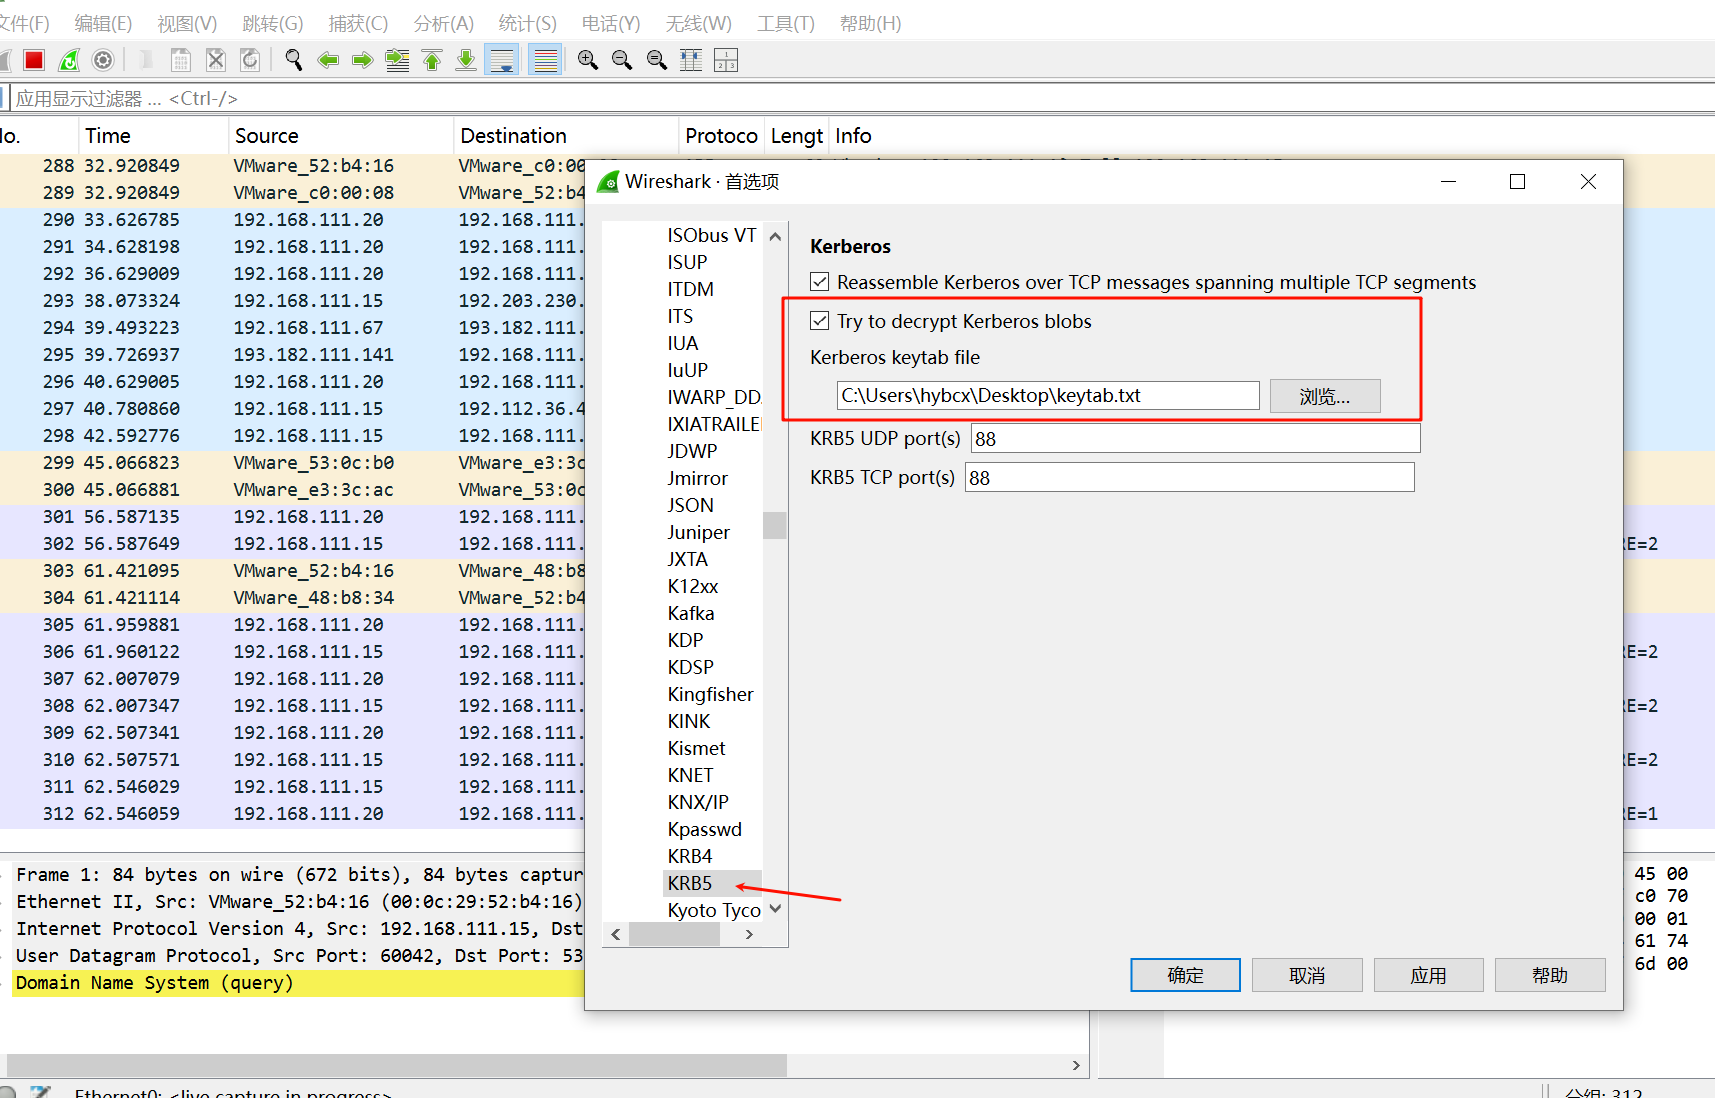 文件(F) 编辑(E) 视图(V) 跳转(G) 捕获(C) 分析(A) 统计(S) 电话(Y) 无线(W) 工具(T) 帮助(H)
应用显示过滤器 … <Ctrl-/>
No. Time Source Destination Protoco Lengt Info
288 32.920849 VMware_52:b4:16 VMware_c0:00
289 32.920849 VMware_c0:00:08 VMware_52:b4
290 33.626785 192.168.111.20 192.168.111.
291 34.628198 192.168.111.20 192.168.111.
292 36.629009 192.168.111.20 192.168.111.
293 38.073324 192.168.111.15 192.203.230.
294 39.493223 192.168.111.67 193.182.111.
295 39.726937 193.182.111.141 192.168.111.
296 40.629005 192.168.111.20 192.168.111.
297 40.780860 192.168.111.15 192.112.36.4
298 42.592776 192.168.111.15 192.168.111.
299 45.066823 VMware_53:0c:b0 VMware_e3:3c
300 45.066881 VMware_e3:3c:ac VMware_53:0c
301 56.587135 192.168.111.20 192.168.111.
302 56.587649 192.168.111.15 192.168.111. RE=2
303 61.421095 VMware_52:b4:16 VMware_48:b8
304 61.421114 VMware_48:b8:34 VMware_52:b4
305 61.959881 192.168.111.20 192.168.111.
306 61.960122 192.168.111.15 192.168.111. RE=2
307 62.007079 192.168.111.20 192.168.111.
308 62.007347 192.168.111.15 192.168.111. RE=2
309 62.507341 192.168.111.20 192.168.111.
310 62.507571 192.168.111.15 192.168.111. RE=2
311 62.546029 192.168.111.15 192.168.111.
312 62.546059 192.168.111.20 192.168.111. RE=1
Wireshark · 首选项
ISObus VT
ISUP
ITDM
ITS
IUA
IuUP
IWARP_DD
IXIATRAILE
JDWP
Jmirror
JSON
Juniper
JXTA
K12xx
Kafka
KDP
KDSP
Kingfisher
KINK
Kismet
KNET
KNX/IP
Kpasswd
KRB4
KRB5
Kyoto Tyco
Kerberos
Reassemble Kerberos over TCP messages spanning multiple TCP segments
Try to decrypt Kerberos blobs
Kerberos keytab file
C:\Users\hybcx\Desktop\keytab.txt 浏览...
KRB5 UDP port(s) 88
KRB5 TCP port(s) 88
确定 取消 应用 帮助
Frame 1: 84 bytes on wire (672 bits), 84 bytes captur
Ethernet II, Src: VMware_52:b4:16 (00:0c:29:52:b4:16)
Internet Protocol Version 4, Src: 192.168.111.15, Dst
User Datagram Protocol, Src Port: 60042, Dst Port: 53
Domain Name System (query)
45 00
c0 70
00 01
61 74
6d 00
Ethernet0: <live capture in progress> 分组: 312